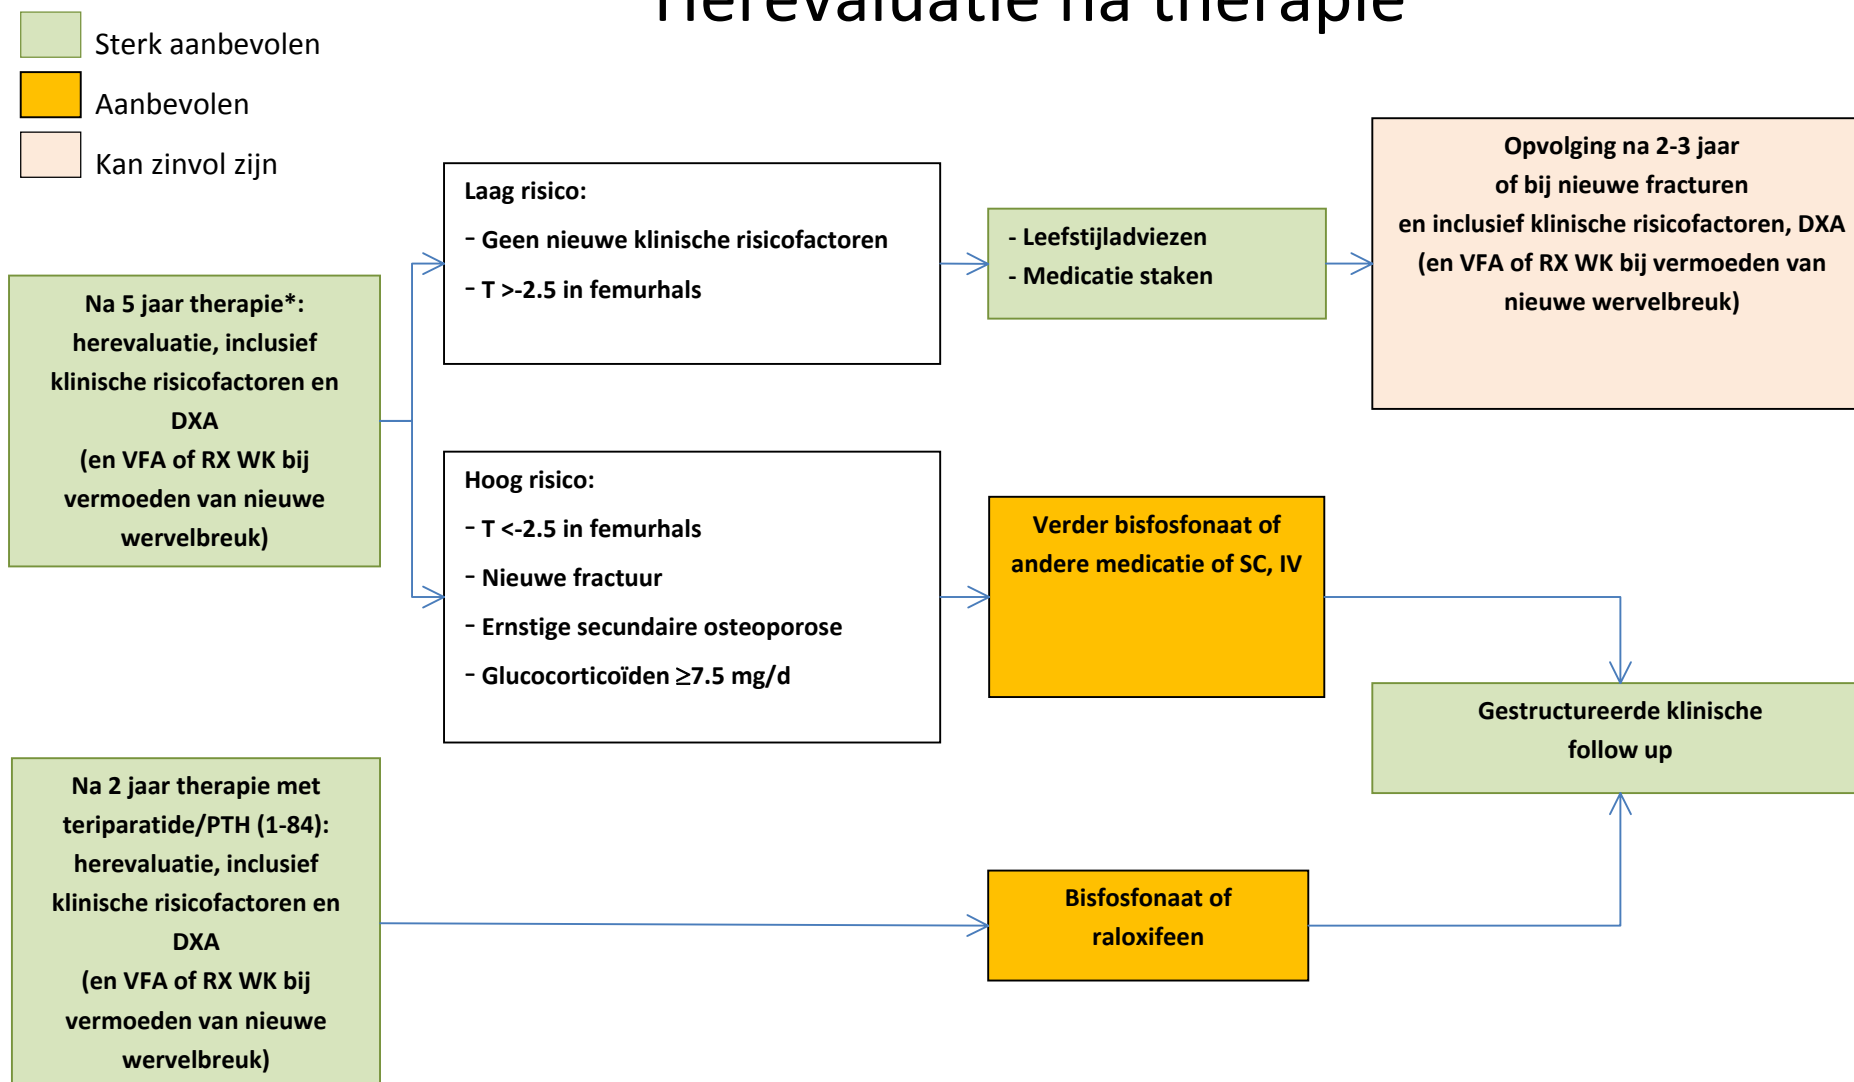 Herevaluatie na therapie
Sterk aanbevolen
Aanbevolen
Kan zinvol zijn
Na 5 jaar therapie*:
herevaluatie, inclusief
klinische risicofactoren en
DXA
(en VFA of RX WK bij
vermoeden van nieuwe
wervelbreuk)
Laag risico:
- Geen nieuwe klinische risicofactoren
- T >-2.5 in femurhals
- Leefstijladviezen
- Medicatie staken
Opvolging na 2-3 jaar
of bij nieuwe fracturen
en inclusief klinische risicofactoren, DXA
(en VFA of RX WK bij vermoeden van
nieuwe wervelbreuk)
Hoog risico:
- T <-2.5 in femurhals
- Nieuwe fractuur
- Ernstige secundaire osteoporose
- Glucocorticoïden ≥7.5 mg/d
Verder bisfosfonaat of
andere medicatie of SC, IV
Gestructureerde klinische
follow up
Na 2 jaar therapie met
teriparatide/PTH (1-84):
herevaluatie, inclusief
klinische risicofactoren en
DXA
(en VFA of RX WK bij
vermoeden van nieuwe
wervelbreuk)
Bisfosfonaat of
raloxifeen